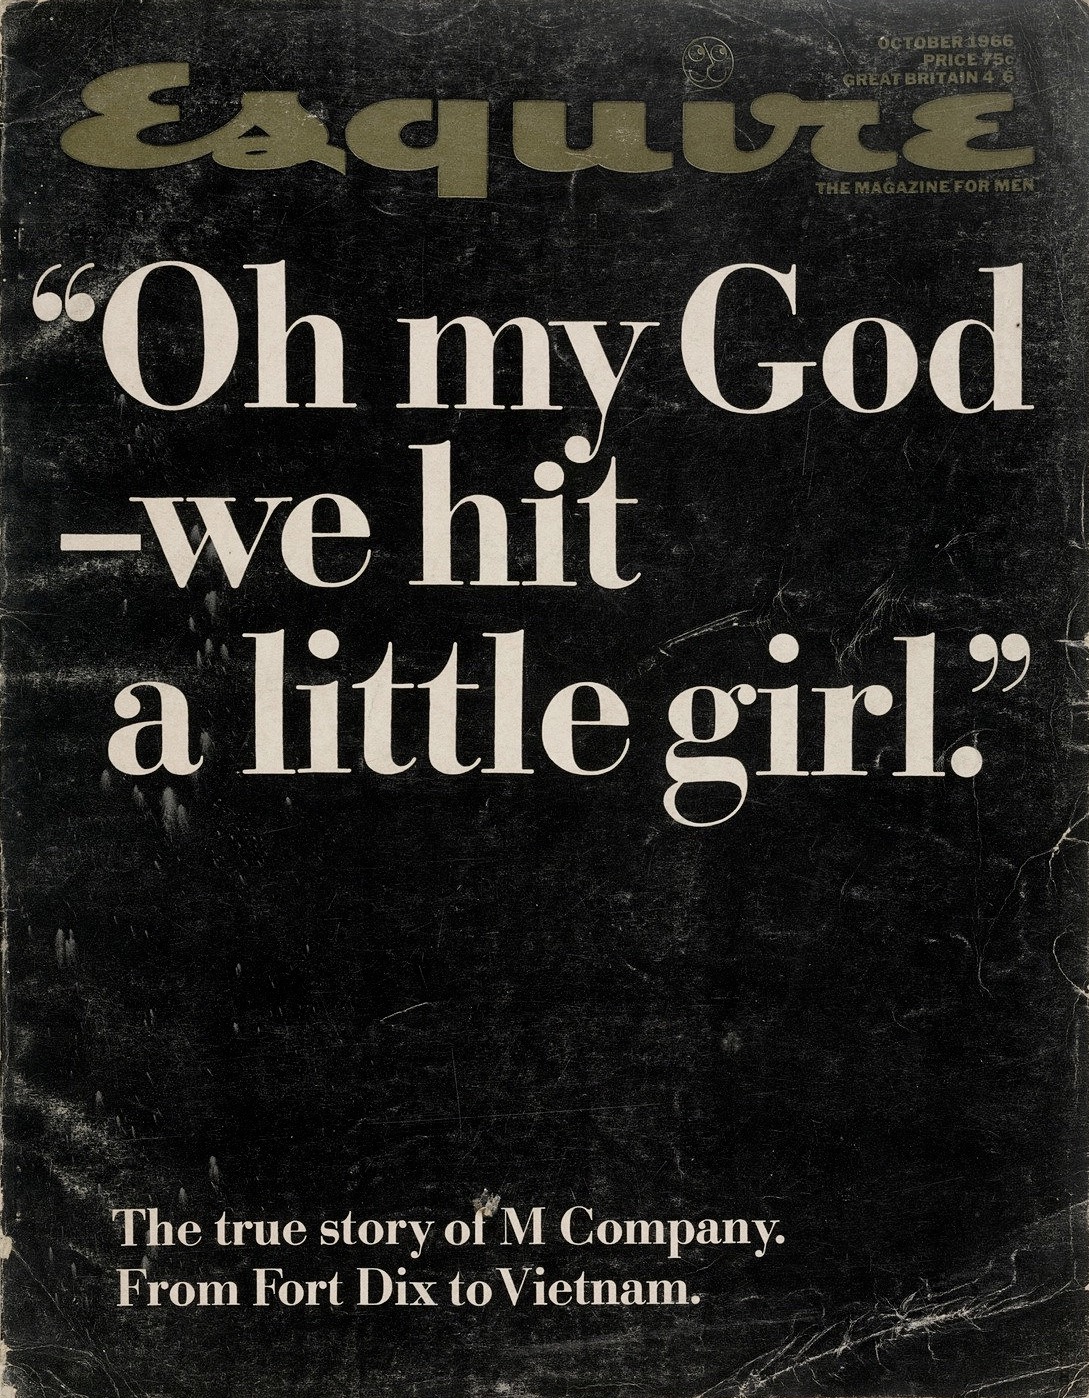 OCTOBER 1966
PRICE 75c
GREAT BRITAIN 4/6
Esquire
THE MAGAZINE FOR MEN
“Oh my God
–we hit
a little girl.”
The true story of M Company.
From Fort Dix to Vietnam.